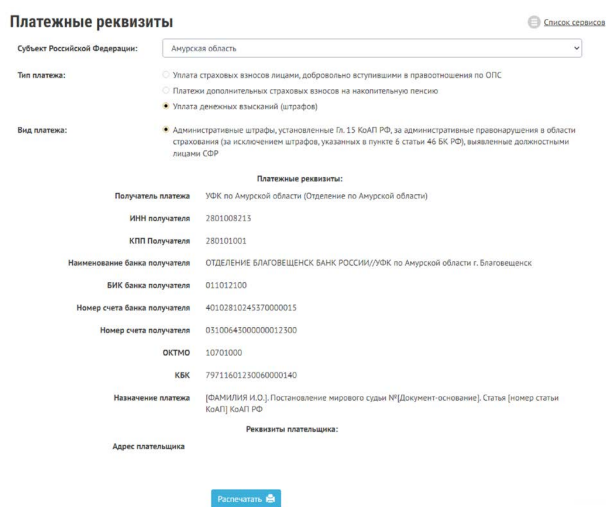 Платежные реквизиты
Список сервисов
Субъект Российской Федерации: Амурская область
Тип платежа: Уплата страховых взносов лицами, добровольно вступившими в правоотношения по ОПС
Платежи дополнительных страховых взносов на накопительную пенсию
Уплата денежных взысканий (штрафов)
Вид платежа: Административные штрафы, установленные Гл. 15 КоАП РФ, за административные правонарушения в области
страхования (за исключением штрафов, указанных в пункте 6 статьи 46 БК РФ), выявленные должностными
лицами СФР
Платежные реквизиты:
Получатель платежа УФК по Амурской области (Отделение по Амурской области)
ИНН получателя 2801008213
КПП Получателя 280101001
Наименование банка получателя ОТДЕЛЕНИЕ БЛАГОВЕЩЕНСК БАНК РОССИИ//УФК по Амурской области г. Благовещенск
БИК банка получателя 011012100
Номер счета банка получателя 40102810245370000015
Номер счета получателя 03100643000000012300
ОКТМО 10701000
КБК 79711601230060000140
Назначение платежа [ФАМИЛИЯ И.О.]. Постановление мирового судьи №[Документ-основание]. Статья [номер статьи
КоАП] КоАП РФ
Реквизиты плательщика:
Адрес плательщика
Распечатать